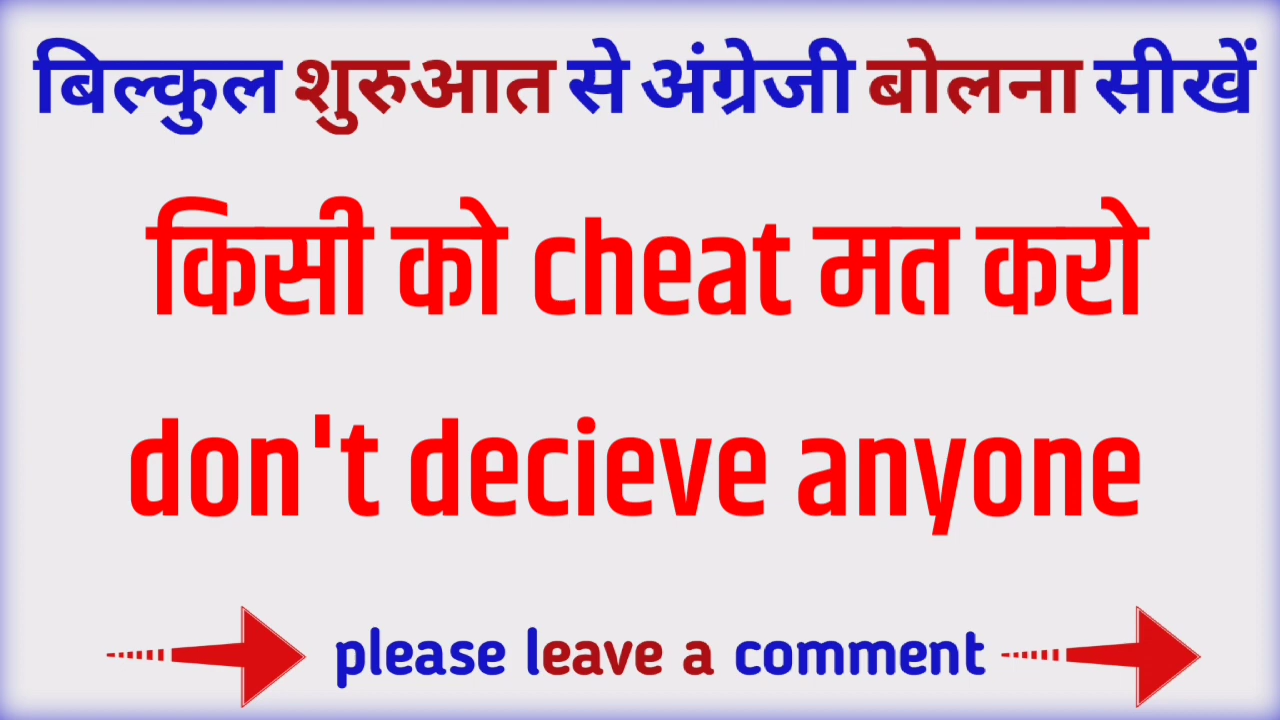 बिल्कुल शुरुआत से अंग्रेजी बोलना सीखें
किसी को cheat मत करो
don't decieve anyone
please leave a comment